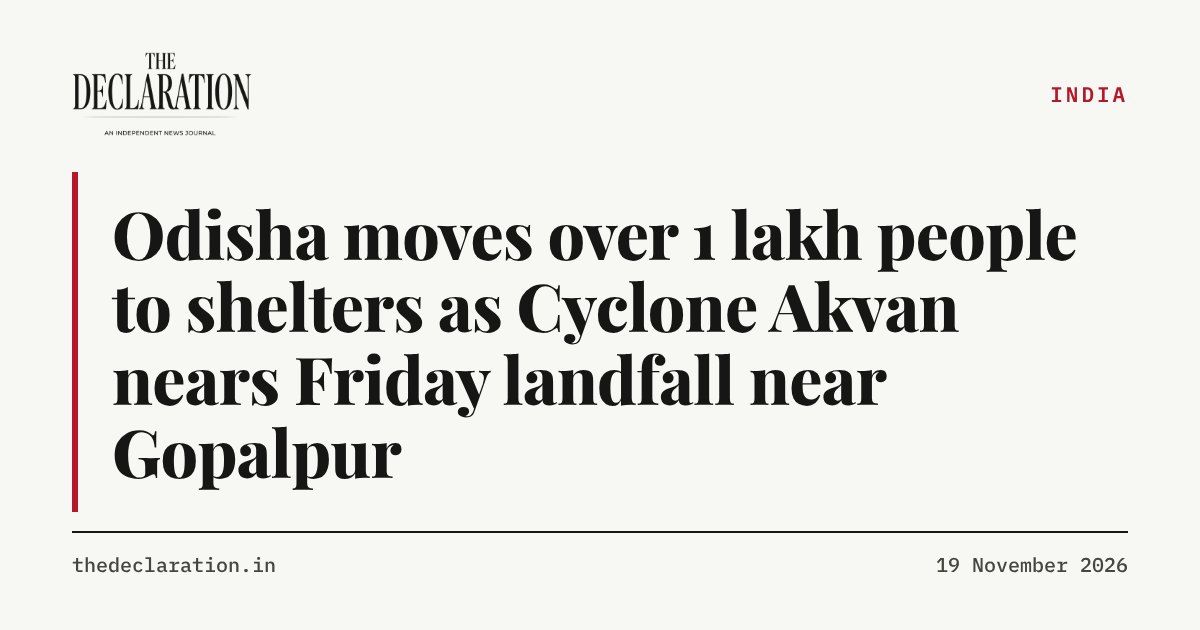 THE
DECLARATION
AN INDEPENDENT NEWS JOURNAL
INDIA
Odisha moves over 1 lakh people
to shelters as Cyclone Akvan
nears Friday landfall near
Gopalpur
thedeclaration.in
19 November 2026